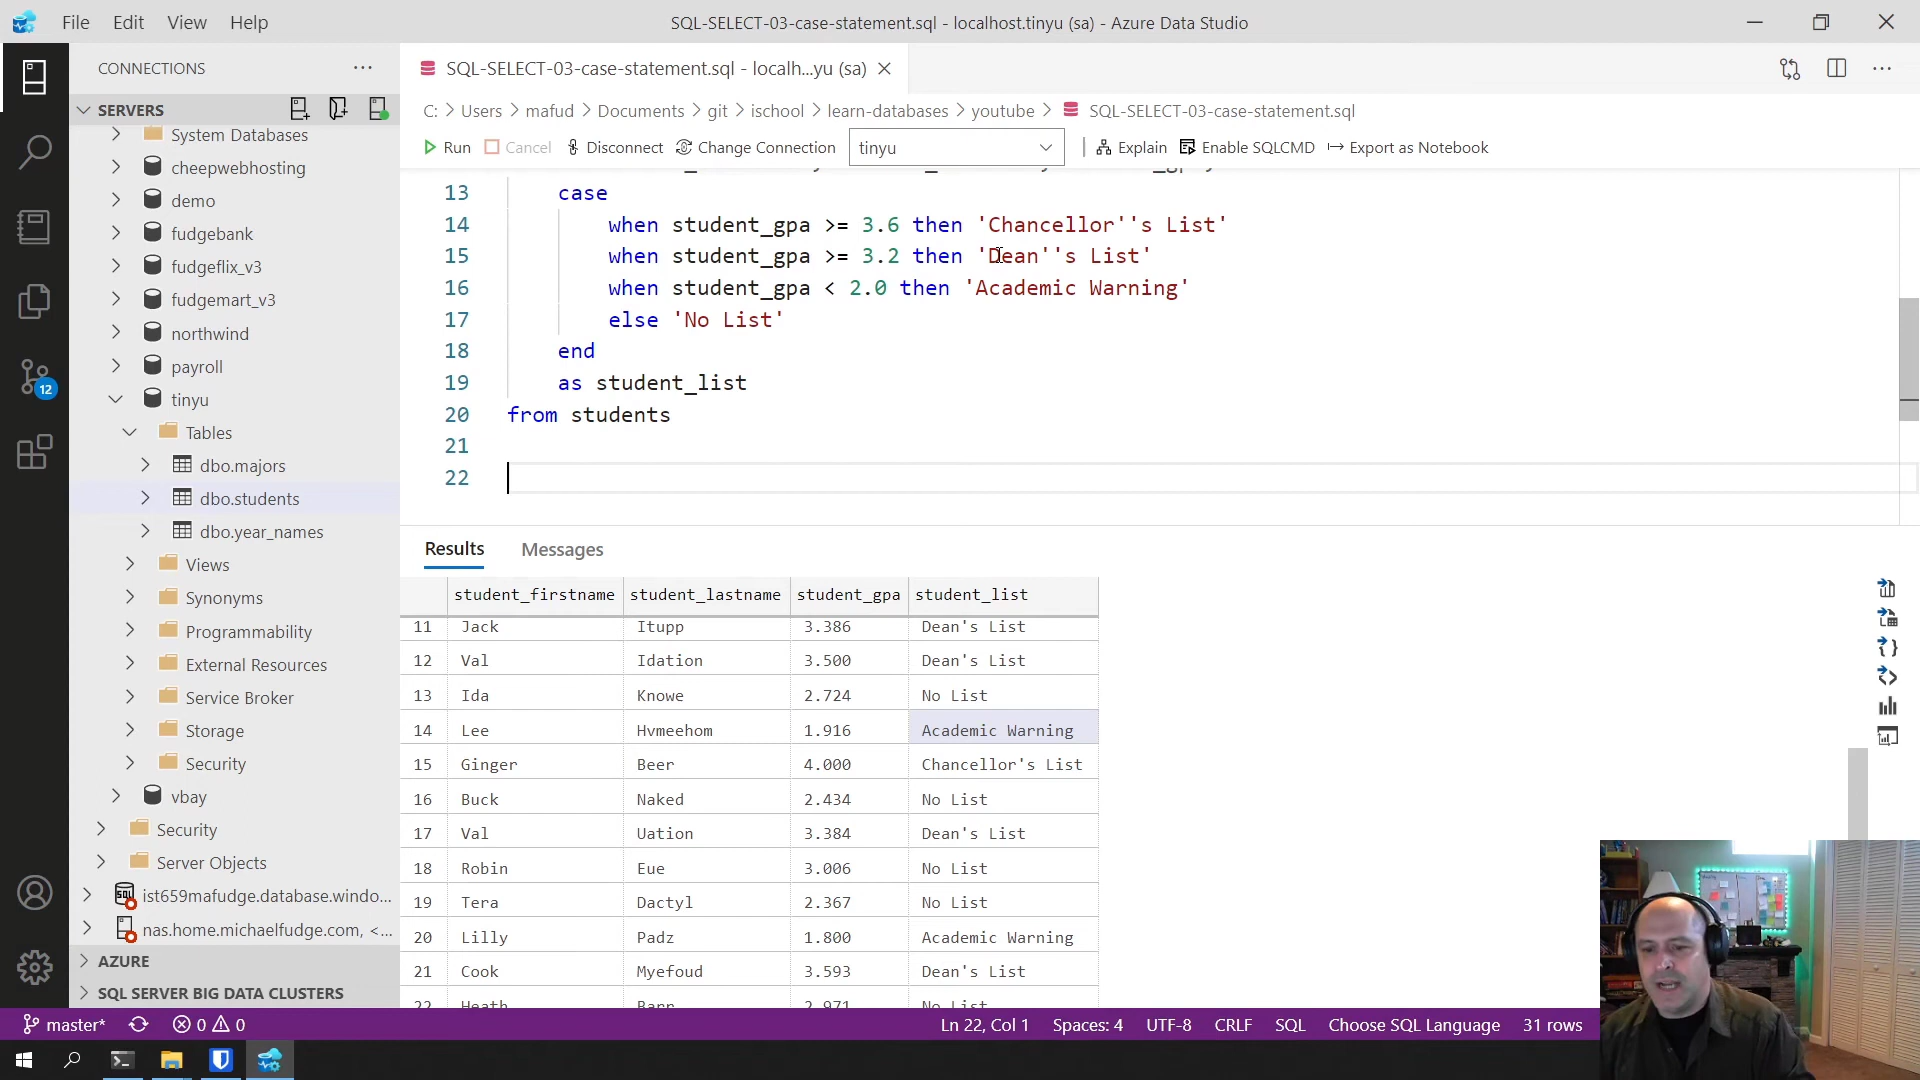 File Edit View Help
SQL-SELECT-03-case-statement.sql - localhost.tinyu (sa) - Azure Data Studio
CONNECTIONS ...
SERVERS
System Databases
cheepwebhosting
demo
fudgebank
fudgeflix_v3
fudgemart_v3
northwind
payroll
tinyu
Tables
dbo.majors
dbo.students
dbo.year_names
Views
Synonyms
Programmability
External Resources
Service Broker
Storage
Security
vbay
Security
Server Objects
ist659mafudge.database.windo...
nas.home.michaelfudge.com, <...
AZURE
SQL SERVER BIG DATA CLUSTERS
12
SQL-SELECT-03-case-statement.sql - localh...yu (sa)
C: > Users > mafud > Documents > git > ischool > learn-databases > youtube > SQL-SELECT-03-case-statement.sql
Run Cancel Disconnect Change Connection tinyu Explain Enable SQLCMD Export as Notebook
13 case
14 when student_gpa >= 3.6 then 'Chancellor''s List'
15 when student_gpa >= 3.2 then 'Dean''s List'
16 when student_gpa < 2.0 then 'Academic Warning'
17 else 'No List'
18 end
19 as student_list
20 from students
21
22
Results Messages
student_firstname student_lastname student_gpa student_list
11 Jack Itupp 3.386 Dean's List
12 Val Idation 3.500 Dean's List
13 Ida Knowe 2.724 No List
14 Lee Hvmeehom 1.916 Academic Warning
15 Ginger Beer 4.000 Chancellor's List
16 Buck Naked 2.434 No List
17 Val Uation 3.384 Dean's List
18 Robin Eue 3.006 No List
19 Tera Dactyl 2.367 No List
20 Lilly Padz 1.800 Academic Warning
21 Cook Myefoud 3.593 Dean's List
22 Heath Barr 2.971 No List
master* 0 0 Ln 22, Col 1 Spaces: 4 UTF-8 CRLF SQL Choose SQL Language 31 rows